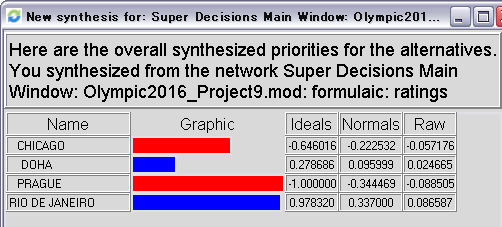 New synthesis for: Super Decisions Main Window: Olympic201...
Here are the overall synthesized priorities for the alternatives.
You synthesized from the network Super Decisions Main
Window: Olympic2016_Project9.mod: formulaic: ratings
Name Graphic Ideals Normals Raw
CHICAGO -0.646016 -0.222532 -0.057176
DOHA 0.278686 0.095999 0.024665
PRAGUE -1.000000 -0.344469 -0.088505
RIO DE JANEIRO 0.978320 0.337000 0.086587